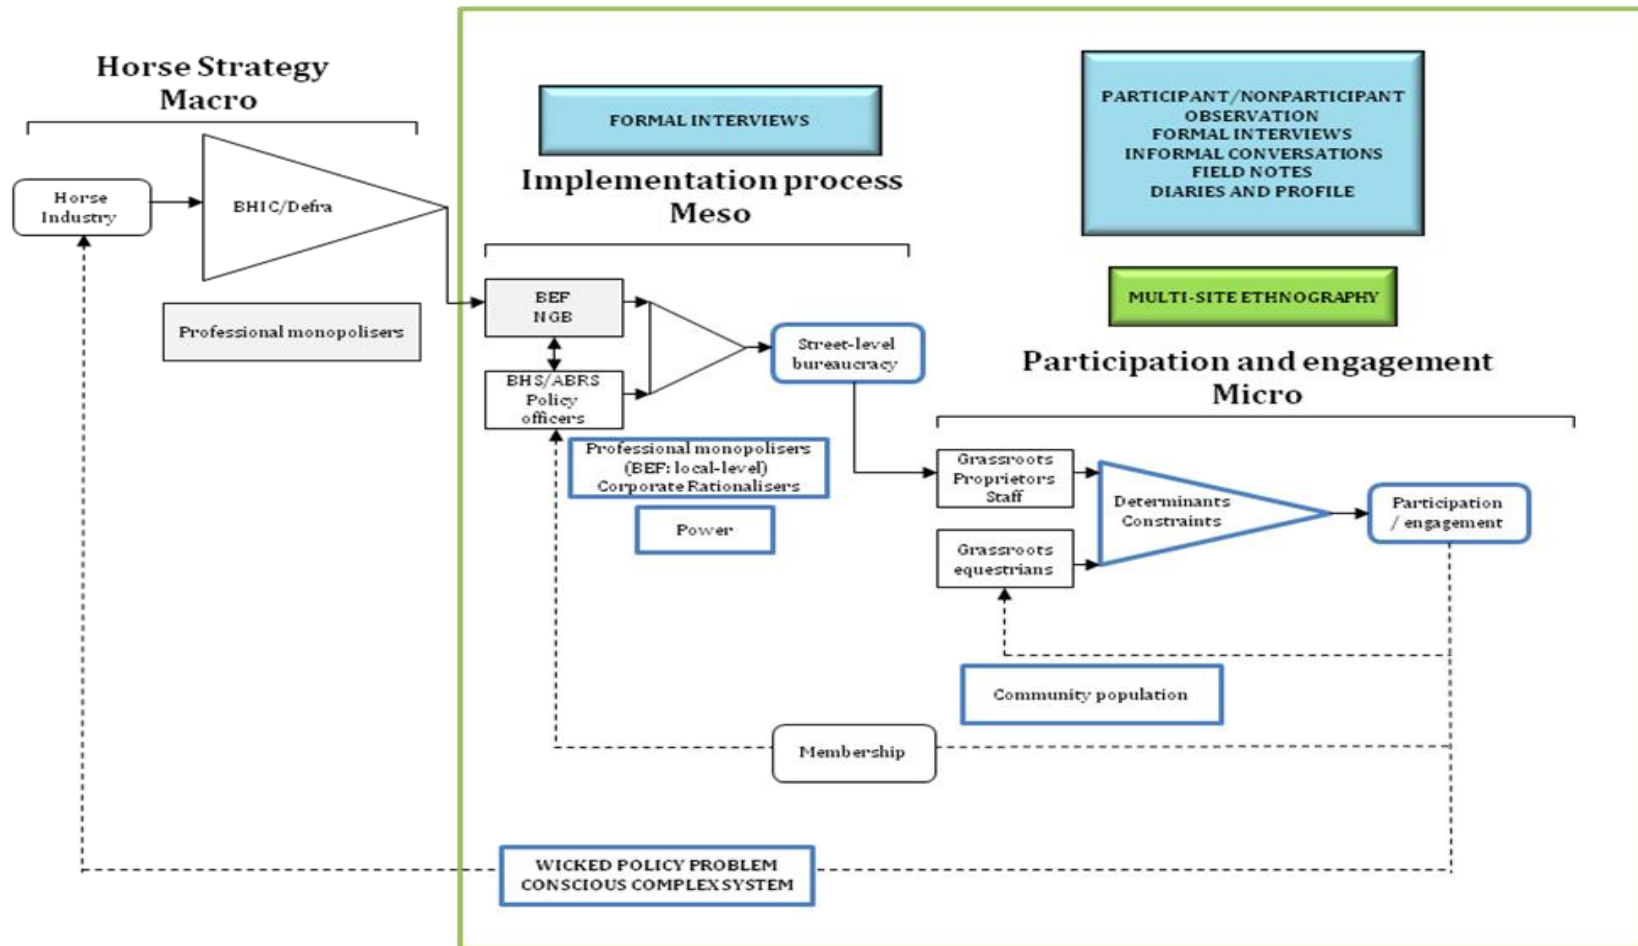 Horse Strategy
Macro
Horse
Industry
BHIC/Defra
Professional monopolisers
FORMAL INTERVIEWS
Implementation process
Meso
BEF
NGB
BHS/ABRS
Policy
officers
Street-level
bureaucracy
Professional monopolisers
(BEF: local-level)
Corporate Rationalisers
Power
PARTICIPANT/NONPARTICIPANT
OBSERVATION
FORMAL INTERVIEWS
INFORMAL CONVERSATIONS
FIELD NOTES
DIARIES AND PROFILE
MULTI-SITE ETHNOGRAPHY
Participation and engagement
Micro
Grassroots
Proprietors
Staff
Grassroots
equestrians
Determinants
Constraints
Participation
/ engagement
Community population
Membership
WICKED POLICY PROBLEM
CONSCIOUS COMPLEX SYSTEM